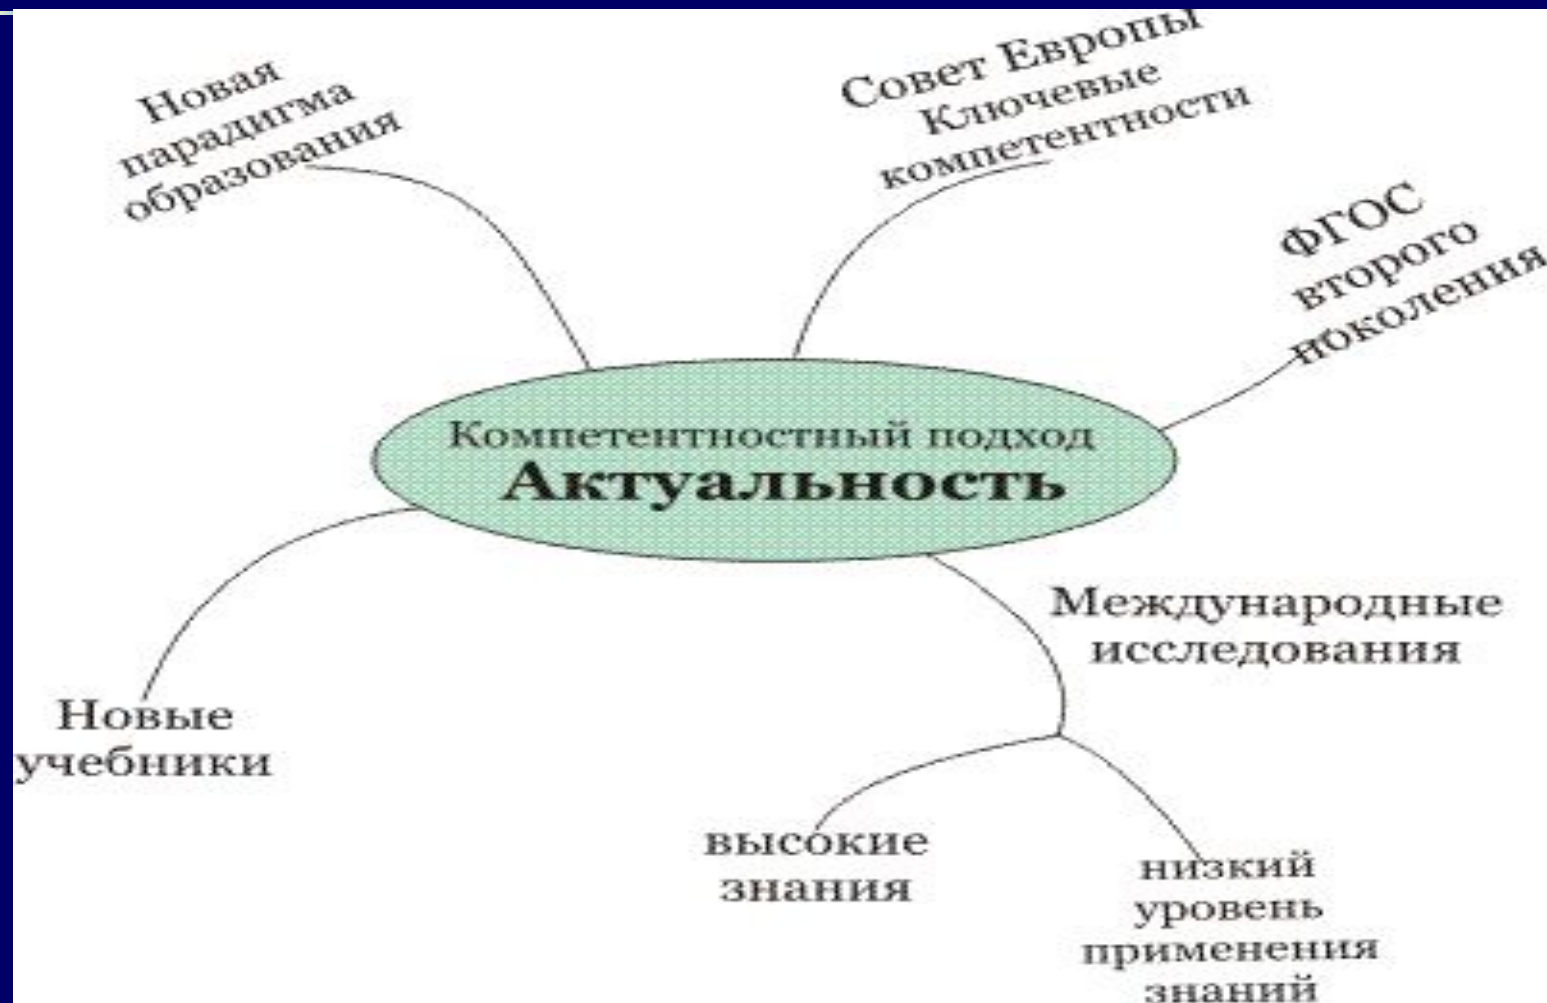 Новая
парадигма
образования
Совет Европы
Ключевые
компетентности
ФГОС
второго
поколения
Компетентностный подход
Актуальность
Международные
исследования
Новые
учебники
высокие
знания
низкий
уровень
применения
знаний